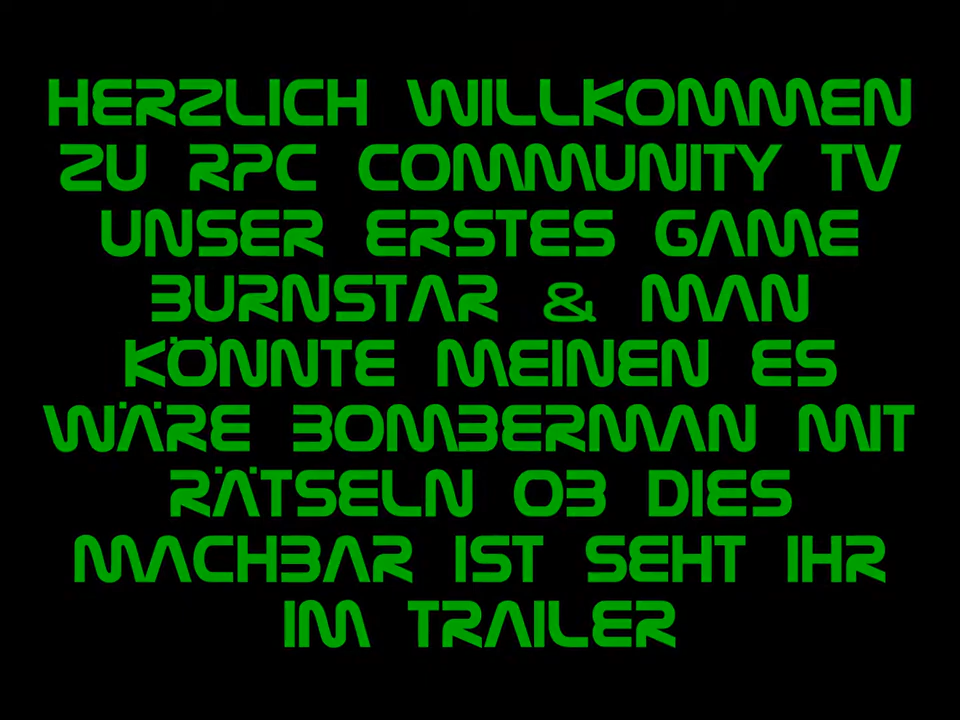 HERZLICH WILLKOMMEN
ZU RPC COMMUNITY TV
UNSER ERSTES GAME
BURNSTAR & MAN
KÖNNTE MEINEN ES
WÄRE BOMBERMAN MIT
RÄTSELN OB DIES
MACHBAR IST SEHT IHR
IM TRAILER